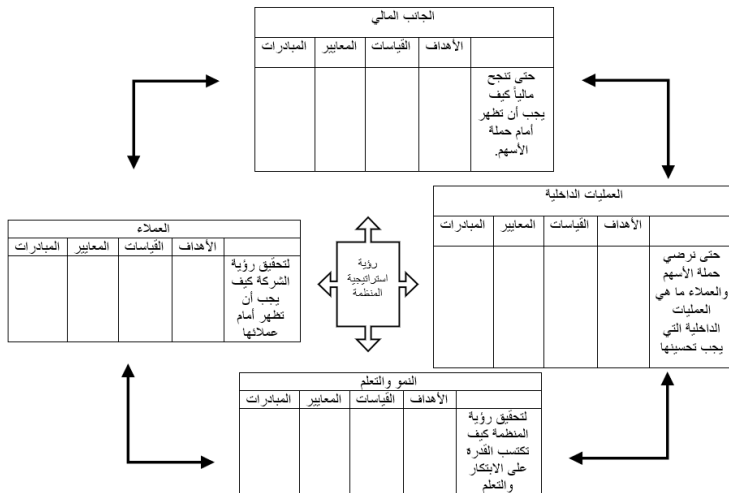 الجانب المالي
الأهداف القياسات المعايير المبادرات
حتى تنجح
مالياً كيف
يجب أن تظهر
أمام حملة
الأسهم.
العمليات الداخلية
الأهداف القياسات المعايير المبادرات
حتى نرضي
حملة الأسهم
والعملاء ما هي
العمليات
الداخلية التي
يجب تحسينها
رؤية
استراتيجية
المنظمة
العملاء
الأهداف القياسات المعايير المبادرات
لتحقيق رؤية
الشركة كيف
يجب أن
تظهر أمام
عملائها
النمو والتعلم
الأهداف القياسات المعايير المبادرات
لتحقيق رؤية
المنظمة كيف
تكتسب القدرة
على الابتكار
والتعلم